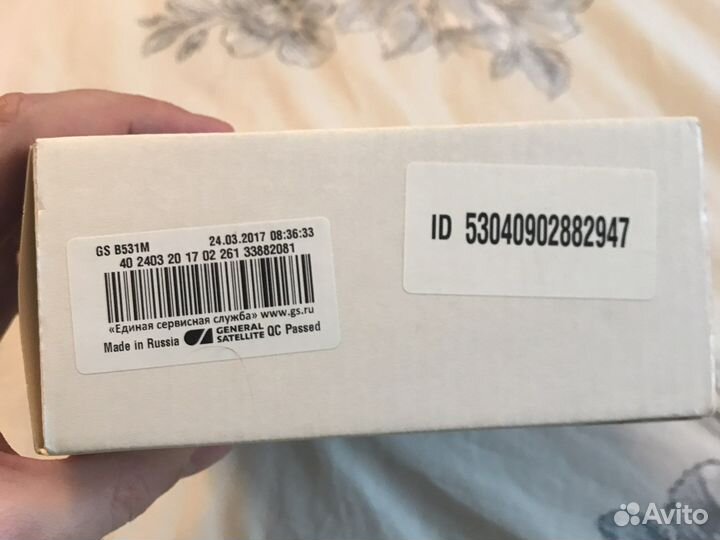 GS B531M 24.03.2017 08:36:33
40 2403 20 17 02 261 33882081
«Единая сервисная служба» www.gs.ru
Made in Russia GENERAL SATELLITE QC Passed
ID 53040902882947
Avito